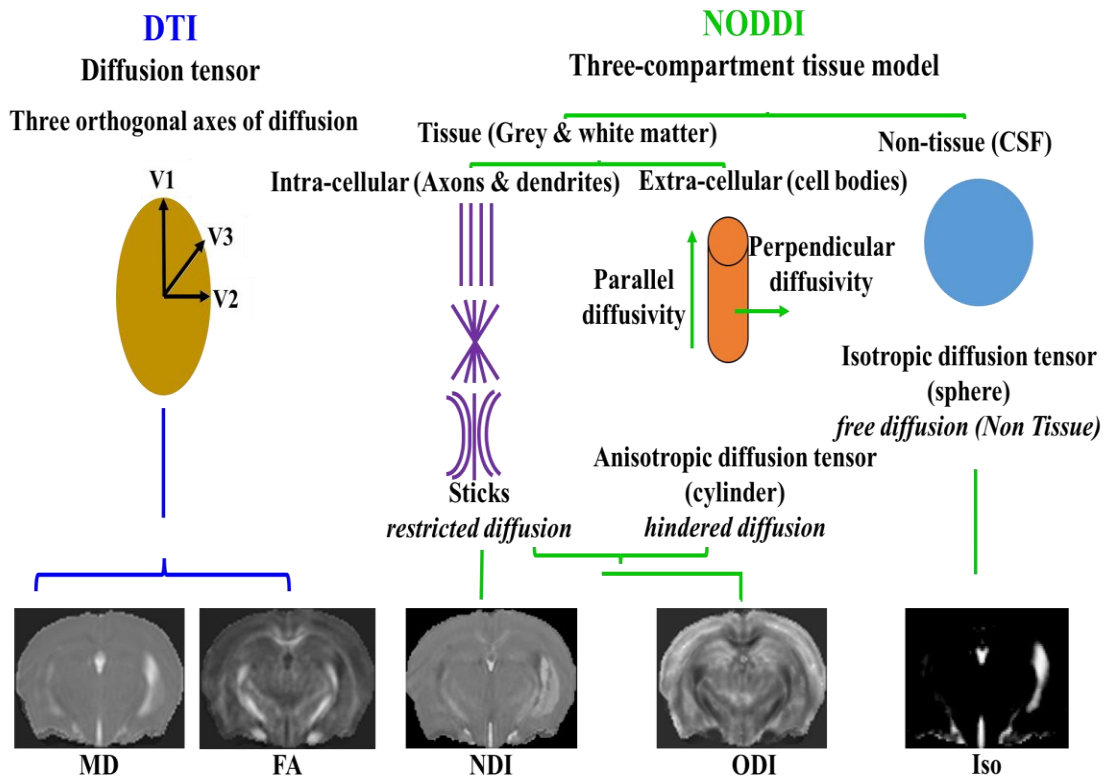 DTI
Diffusion tensor
Three orthogonal axes of diffusion
V1
V3
V2
NODDI
Three-compartment tissue model
Tissue (Grey & white matter)
Non-tissue (CSF)
Intra-cellular (Axons & dendrites)
Extra-cellular (cell bodies)
Parallel
diffusivity
Perpendicular
diffusivity
Sticks
restricted diffusion
Anisotropic diffusion tensor
(cylinder)
hindered diffusion
Isotropic diffusion tensor
(sphere)
free diffusion (Non Tissue)
MD
FA
NDI
ODI
Iso